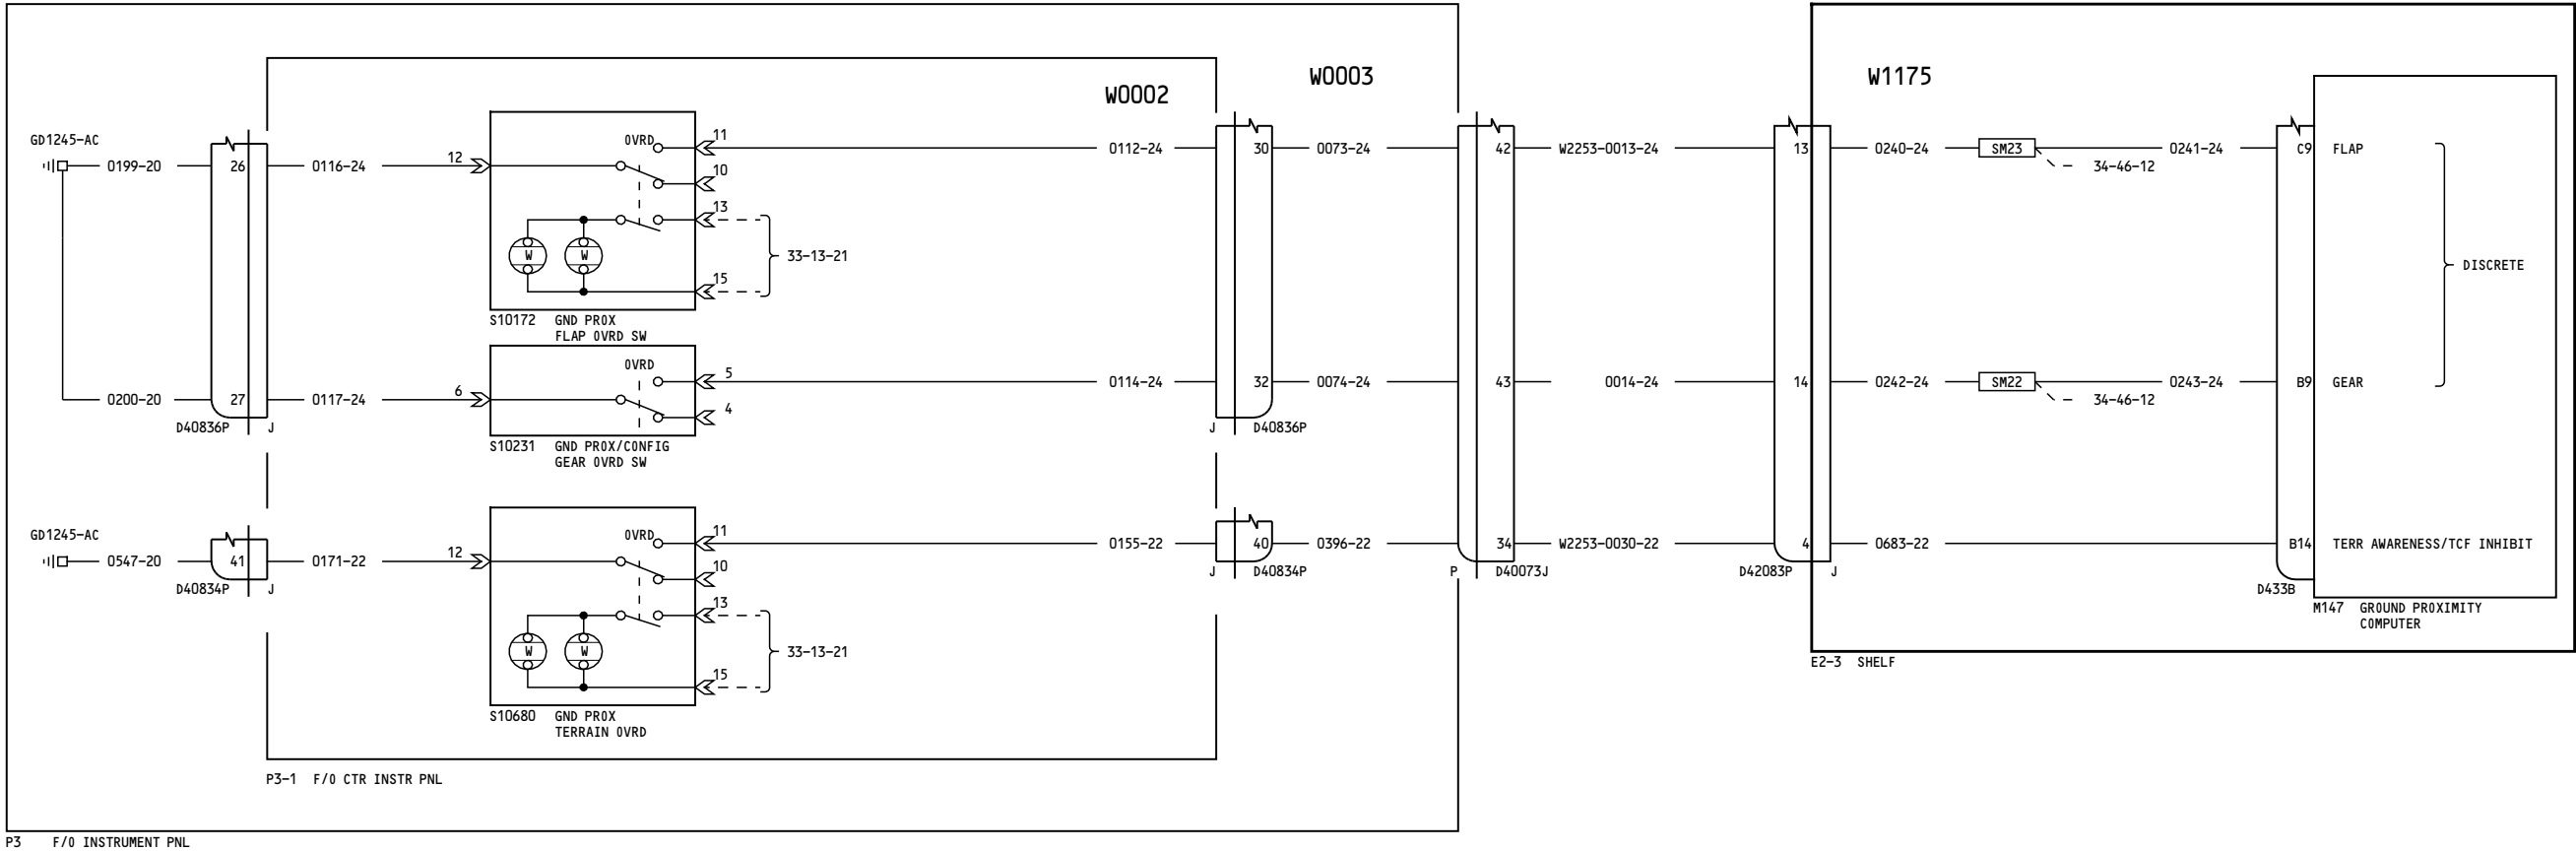 W0002
W0003
W1175
GD1245-AC
0199-20
26
0116-24
12
OVRD
11
10
13
15
W
W
33-13-21
S10172 GND PROX
FLAP OVRD SW
0112-24
30
0073-24
42
W2253-0013-24
13
0240-24
SM23
34-46-12
0241-24
C9
FLAP
DISCRETE
0200-20
27
0117-24
6
OVRD
5
4
S10231 GND PROX/CONFIG
GEAR OVRD SW
D40836P
J
0114-24
32
0074-24
43
0014-24
14
0242-24
SM22
34-46-12
0243-24
B9
GEAR
J
D40836P
GD1245-AC
0547-20
41
0171-22
12
OVRD
11
10
13
15
W
W
33-13-21
D40834P
J
S10680 GND PROX
TERRAIN OVRD
0155-22
40
0396-22
34
W2253-0030-22
4
0683-22
B14
TERR AWARENESS/TCF INHIBIT
J
D40834P
P
D40073J
D42083P
J
D433B
M147 GROUND PROXIMITY
COMPUTER
E2-3 SHELF
P3-1 F/O CTR INSTR PNL
P3 F/O INSTRUMENT PNL